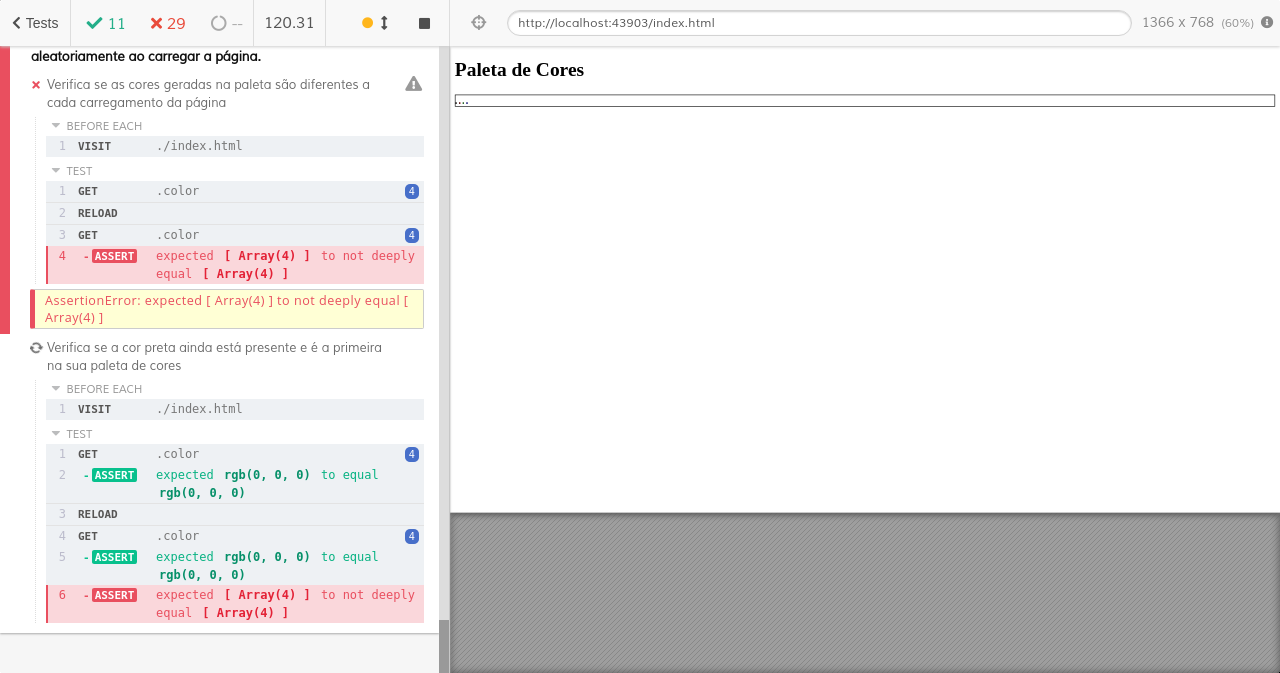 Tests 11 29 -- 120.31 http://localhost:43903/index.html 1366 x 768 (60%)
aleatoriamente ao carregar a página.
Verifica se as cores geradas na paleta são diferentes a
cada carregamento da página
BEFORE EACH
1 VISIT ./index.html
TEST
1 GET .color 4
2 RELOAD
3 GET .color 4
4 -ASSERT expected [ Array(4) ] to not deeply
equal [ Array(4) ]
AssertionError: expected [ Array(4) ] to not deeply equal [
Array(4) ]
Verifica se a cor preta ainda está presente e é a primeira
na sua paleta de cores
BEFORE EACH
1 VISIT ./index.html
TEST
1 GET .color 4
2 -ASSERT expected rgb(0, 0, 0) to equal
rgb(0, 0, 0)
3 RELOAD
4 GET .color 4
5 -ASSERT expected rgb(0, 0, 0) to equal
rgb(0, 0, 0)
6 -ASSERT expected [ Array(4) ] to not deeply
equal [ Array(4) ]
Paleta de Cores
....